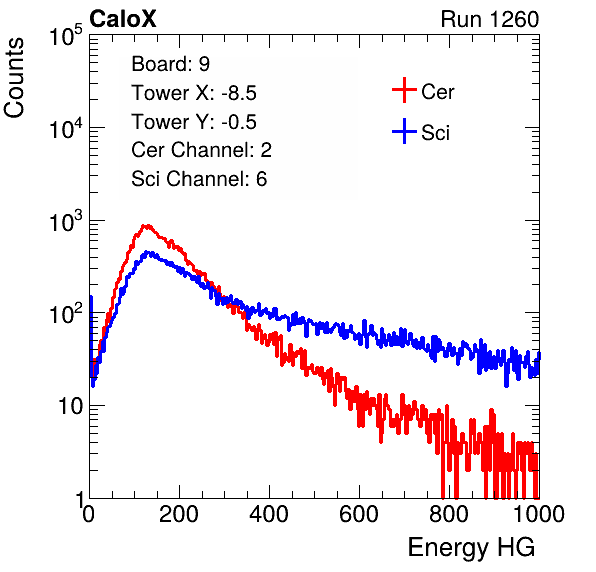 CaloX Run 1260
Counts
Board: 9
Tower X: -8.5
Tower Y: -0.5
Cer Channel: 2
Sci Channel: 6
Cer
Sci
10^5
10^4
10^3
10^2
10
1
0 200 400 600 800 1000
Energy HG